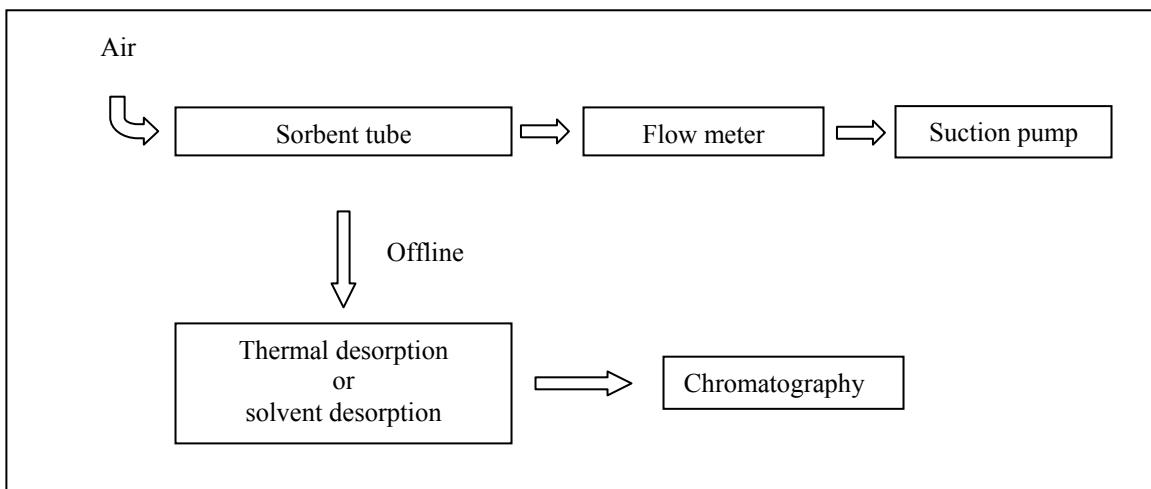 Air
Sorbent tube
Flow meter
Suction pump
Offline
Thermal desorption
or
solvent desorption
Chromatography